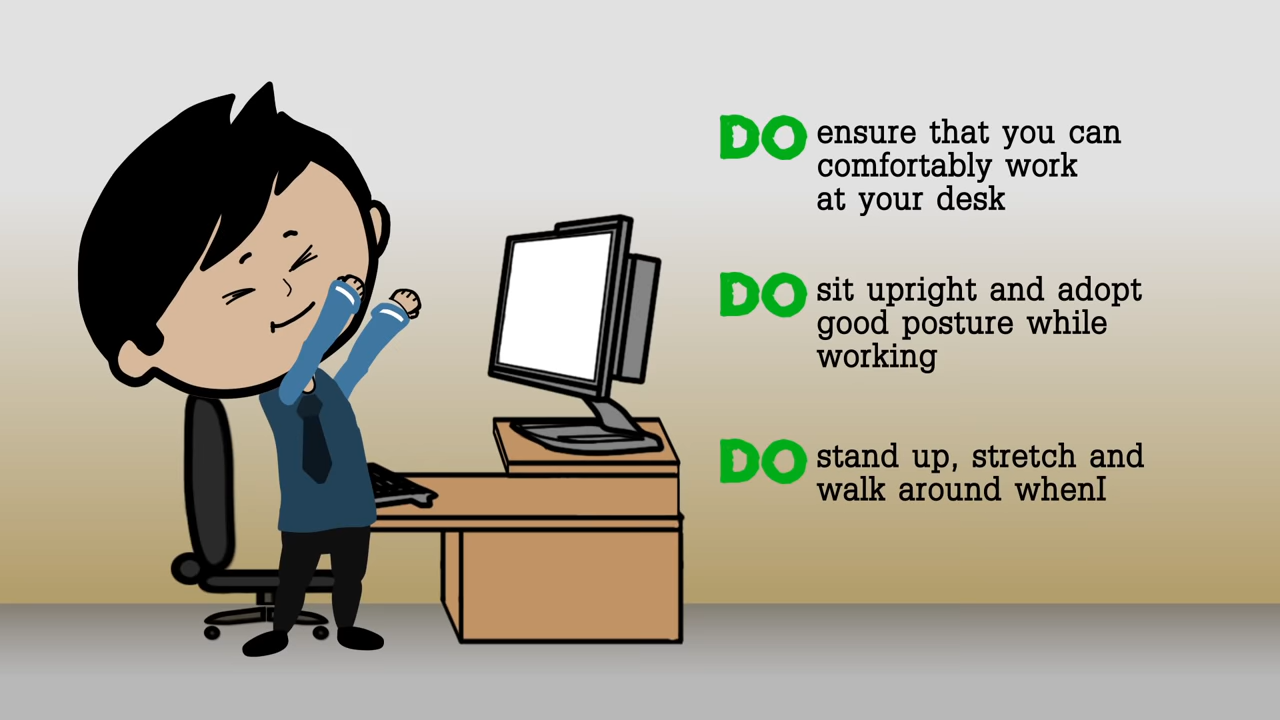 DO ensure that you can
comfortably work
at your desk
DO sit upright and adopt
good posture while
working
DO stand up, stretch and
walk around whenI